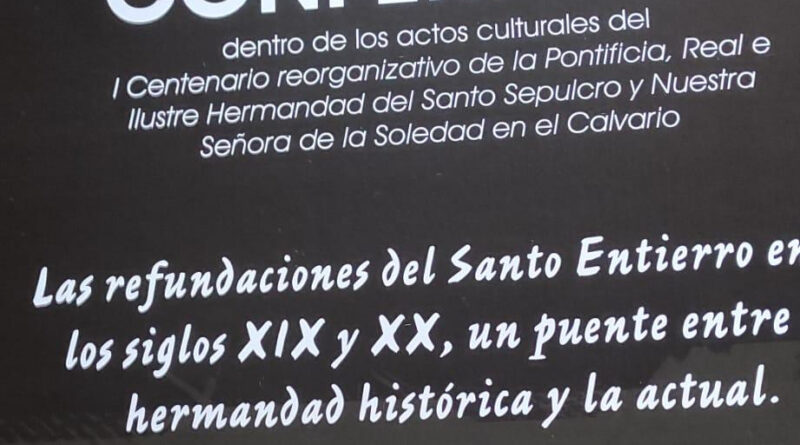 dentro de los actos culturales del
I Centenario reorganizativo de la Pontificia, Real e
Ilustre Hermandad del Santo Sepulcro y Nuestra
Señora de la Soledad en el Calvario
Las refundaciones del Santo Entierro en
los siglos XIX y XX, un puente entre
hermandad histórica y la actual.